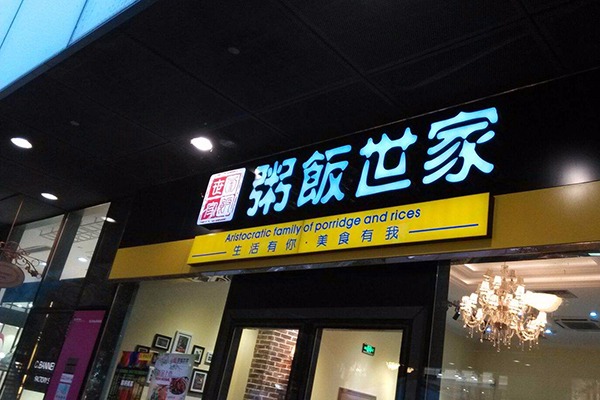 粥飯世家
Aristocratic family of porridge and rices
生活有你·美食有我